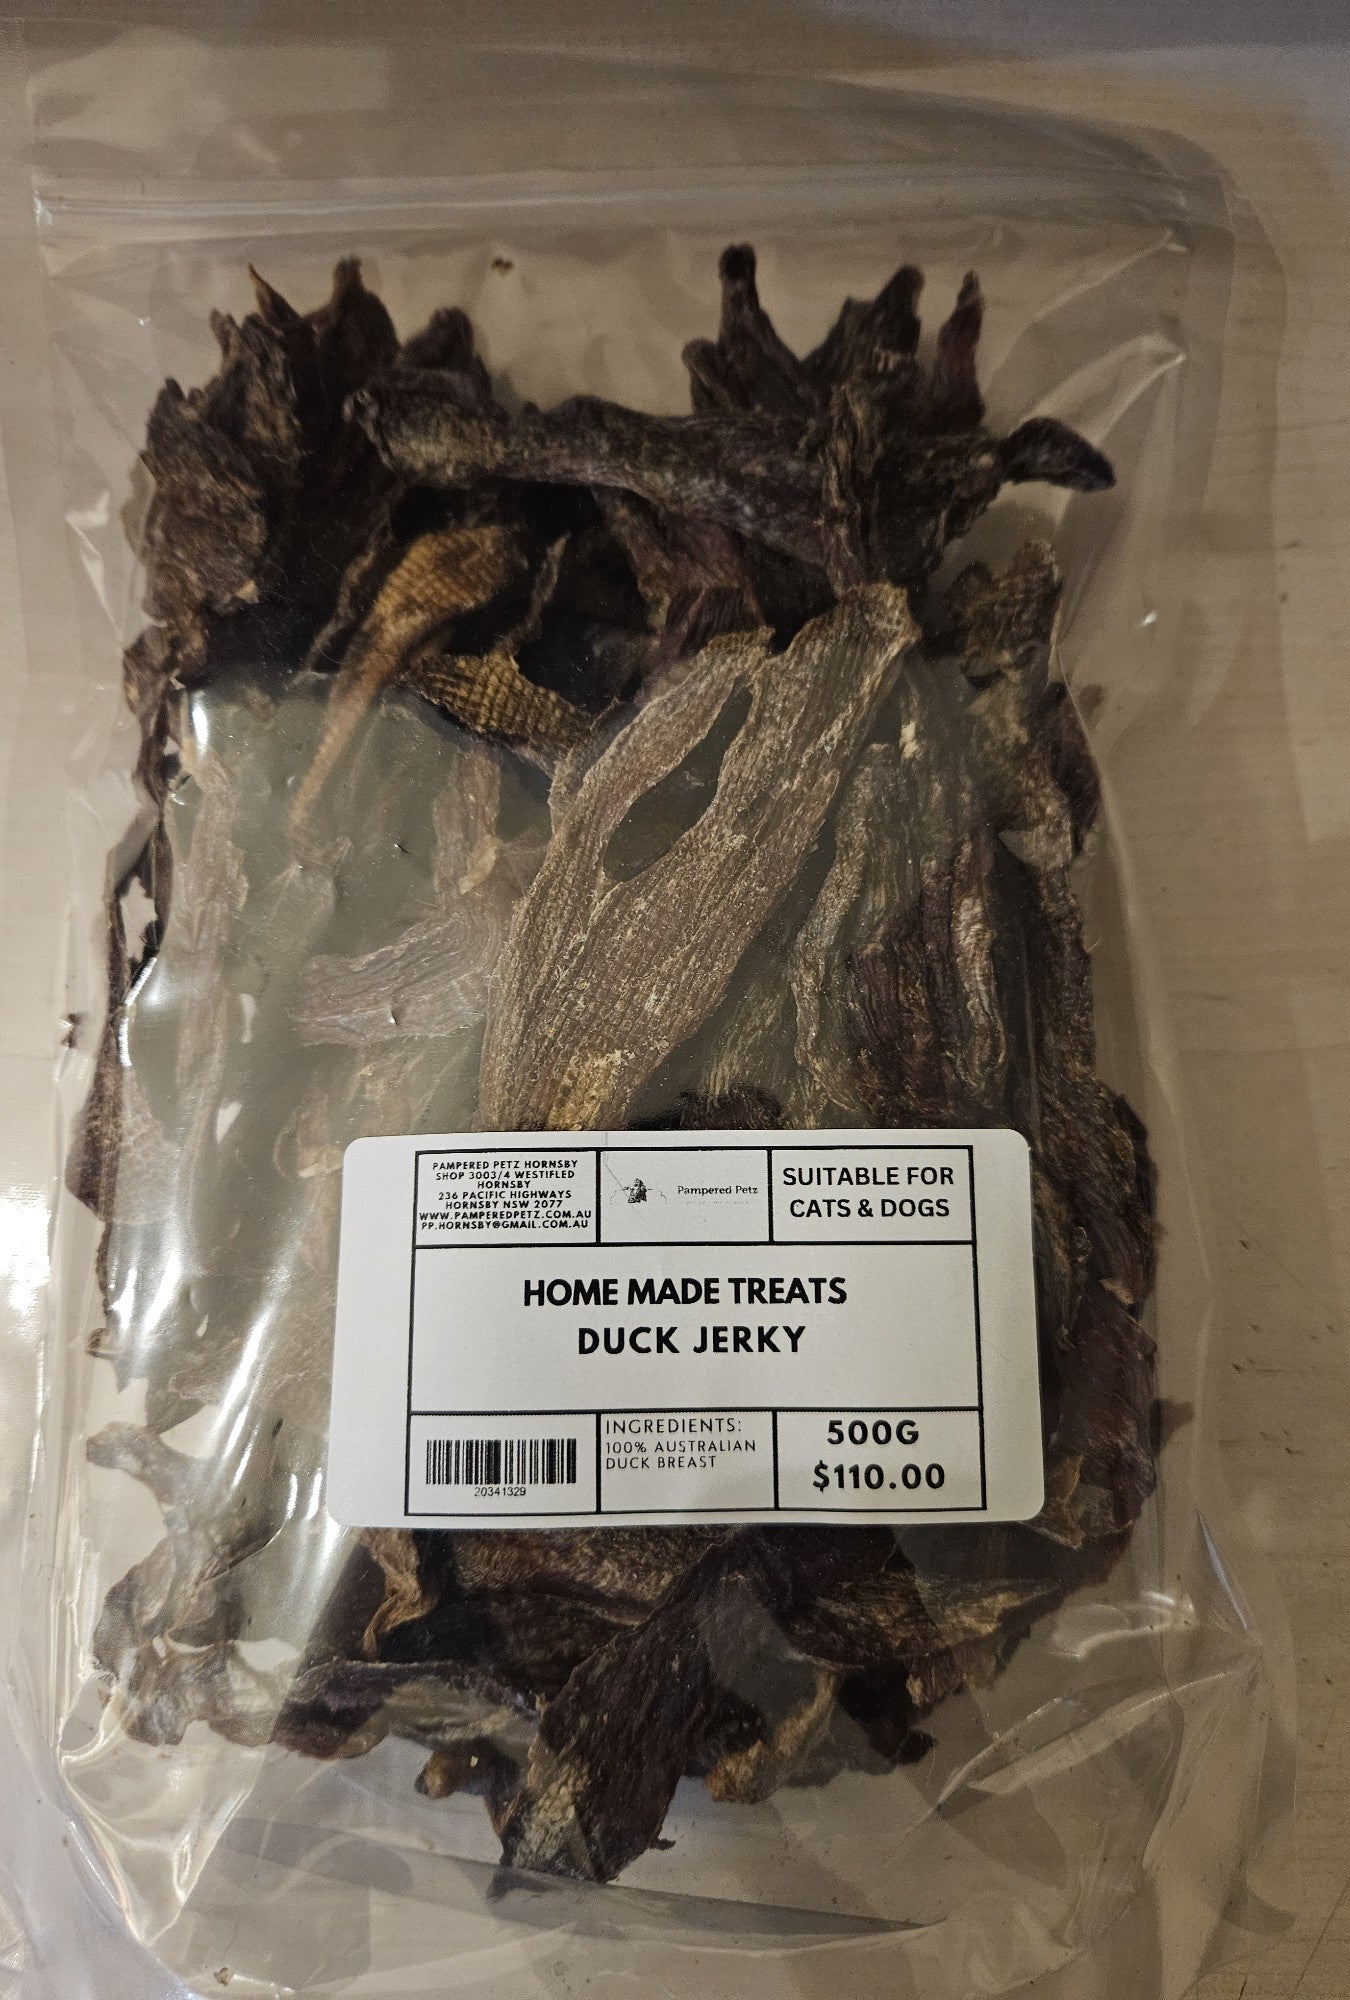 PAMPERED PETZ HORNSBY
SHOP 3003/4 WESTIFLED
HORNSBY
236 PACIFIC HIGHWAYS
HORNSBY NSW 2077
WWW.PAMPEREDPETZ.COM.AU
PP.HORNSBY@GMAIL.COM.AU
Pampered Petz
SUITABLE FOR
CATS & DOGS
HOME MADE TREATS
DUCK JERKY
20341329
INGREDIENTS:
100% AUSTRALIAN
DUCK BREAST
500G
$110.00